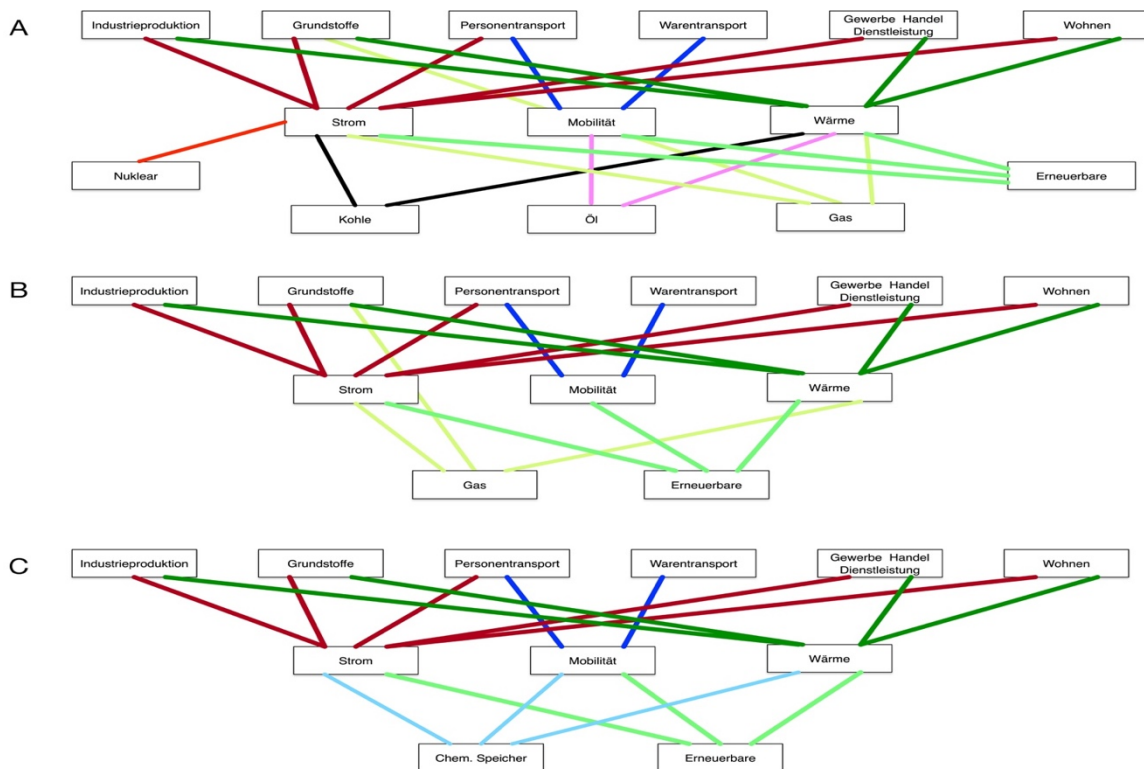 A
Industrieproduktion
Grundstoffe
Personentransport
Warentransport
Gewerbe Handel
Dienstleistung
Wohnen
Strom
Mobilität
Wärme
Nuklear
Erneuerbare
Kohle
Öl
Gas
B
Industrieproduktion
Grundstoffe
Personentransport
Warentransport
Gewerbe Handel
Dienstleistung
Wohnen
Strom
Mobilität
Wärme
Gas
Erneuerbare
C
Industrieproduktion
Grundstoffe
Personentransport
Warentransport
Gewerbe Handel
Dienstleistung
Wohnen
Strom
Mobilität
Wärme
Chem. Speicher
Erneuerbare